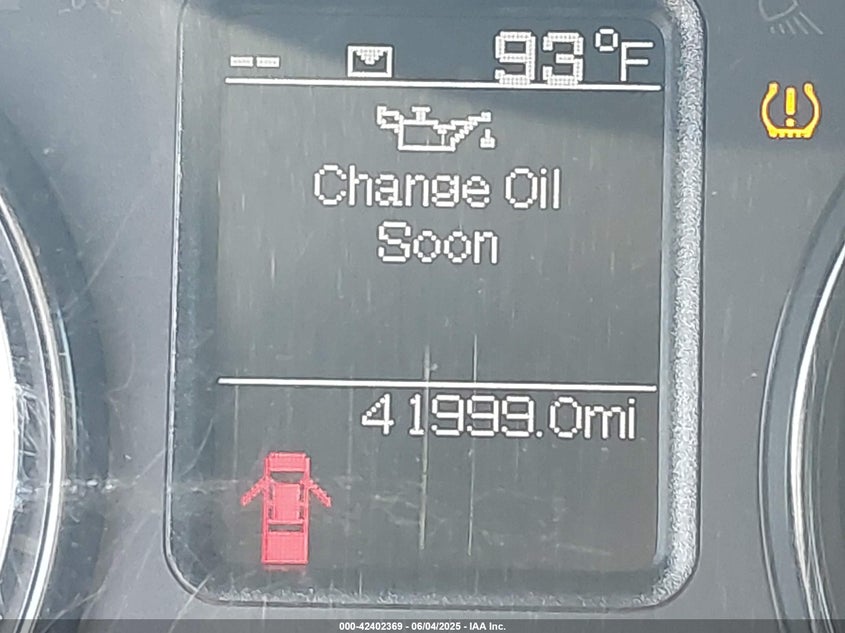 -- 93°F
Change Oil
Soon
41999.0mi
000-42402369 - 06/04/2025 - IAA Inc.